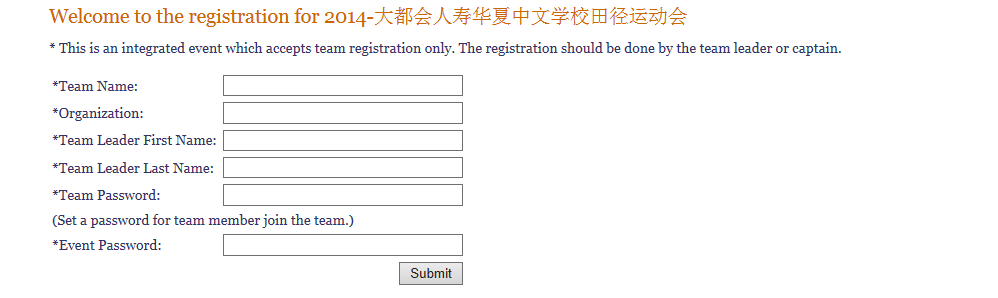 Welcome to the registration for 2014-大都会人寿华夏中文学校田径运动会
* This is an integrated event which accepts team registration only. The registration should be done by the team leader or captain.
*Team Name:
*Organization:
*Team Leader First Name:
*Team Leader Last Name:
*Team Password:
(Set a password for team member join the team.)
*Event Password:
Submit